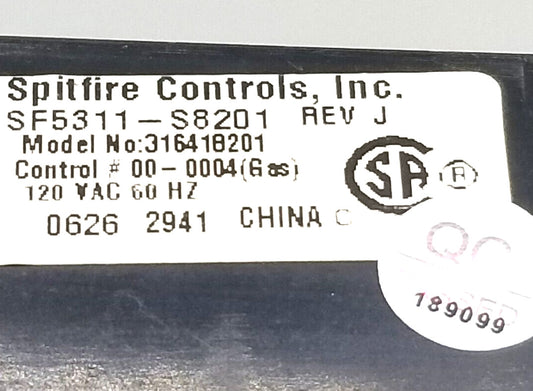 Spitfire Controls, Inc.
SF5311-S8201 REV J
Model No:316418201
Control # 00-0004(Gas)
120 VAC 60 HZ
0626 2941 CHINA C
SA ®
QC
189099